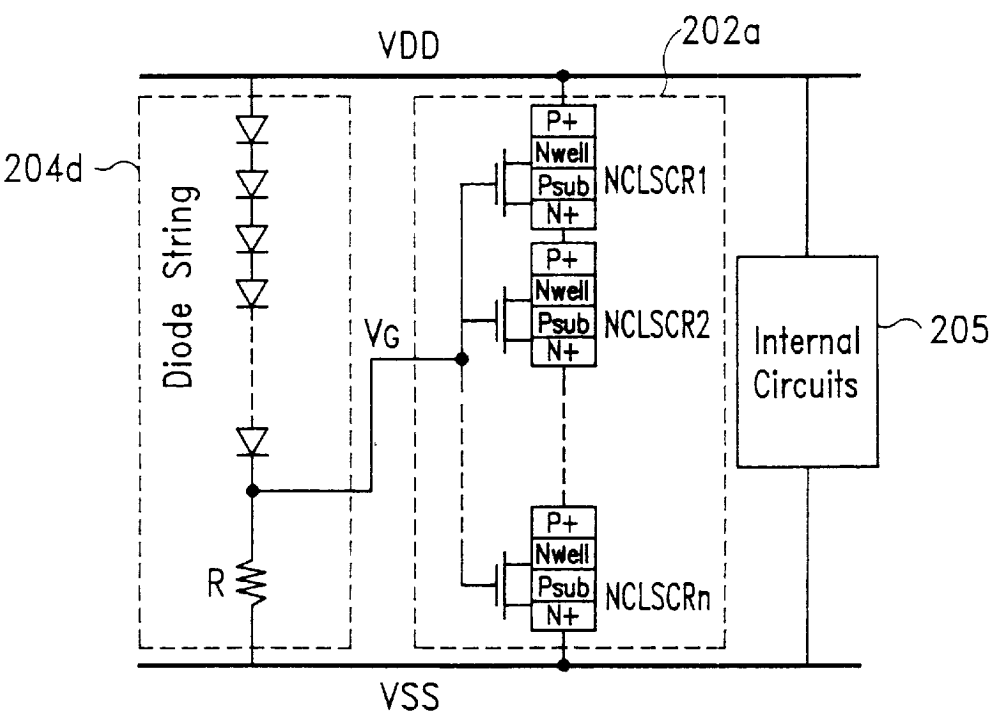 VDD
202a
204d
Diode String
P+
Nwell
Psub
N+
NCLSCR1
P+
Nwell
Psub
N+
NCLSCR2
VG
Internal
Circuits
205
P+
Nwell
Psub
N+
NCLSCRn
R
VSS